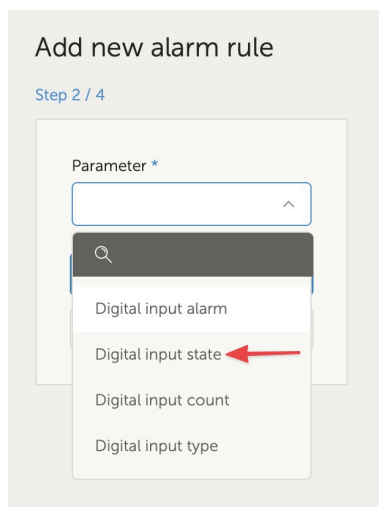 Add new alarm rule
Step 2 / 4
Parameter *
Digital input alarm
Digital input state
Digital input count
Digital input type